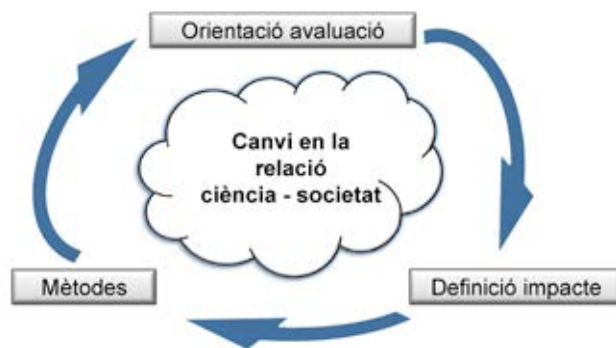 Orientació avaluació
Canvi en la
relació
ciència - societat
Mètodes
Definició impacte